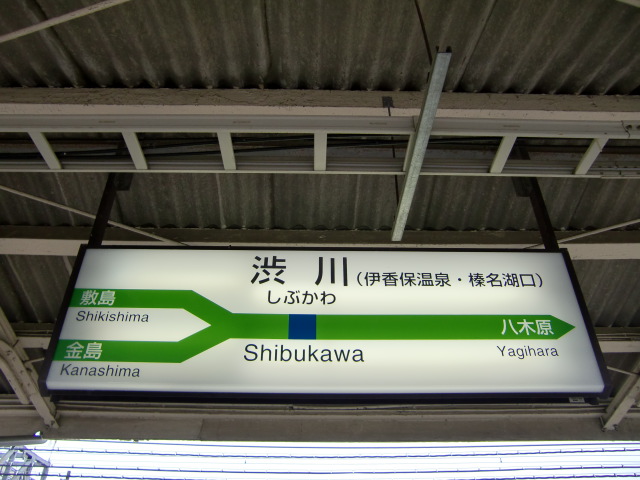 渋川（伊香保温泉・榛名湖口）
しぶかわ
敷島
Shikishima
金島
Kanashima
Shibukawa
八木原
Yagihara